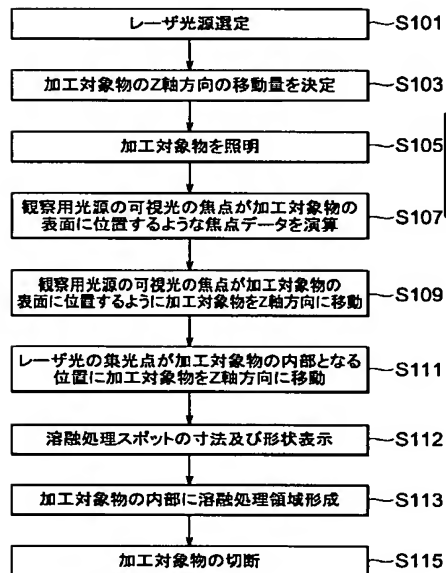 レーザ光源選定 S101
加工対象物のZ軸方向の移動量を決定 S103
加工対象物を照明 S105
観察用光源の可視光の焦点が加工対象物の
表面に位置するような焦点データを演算 S107
観察用光源の可視光の焦点が加工対象物の
表面に位置するように加工対象物をZ軸方向に移動 S109
レーザ光の集光点が加工対象物の内部となる
位置に加工対象物をZ軸方向に移動 S111
溶融処理スポットの寸法及び形状表示 S112
加工対象物の内部に溶融処理領域形成 S113
加工対象物の切断 S115